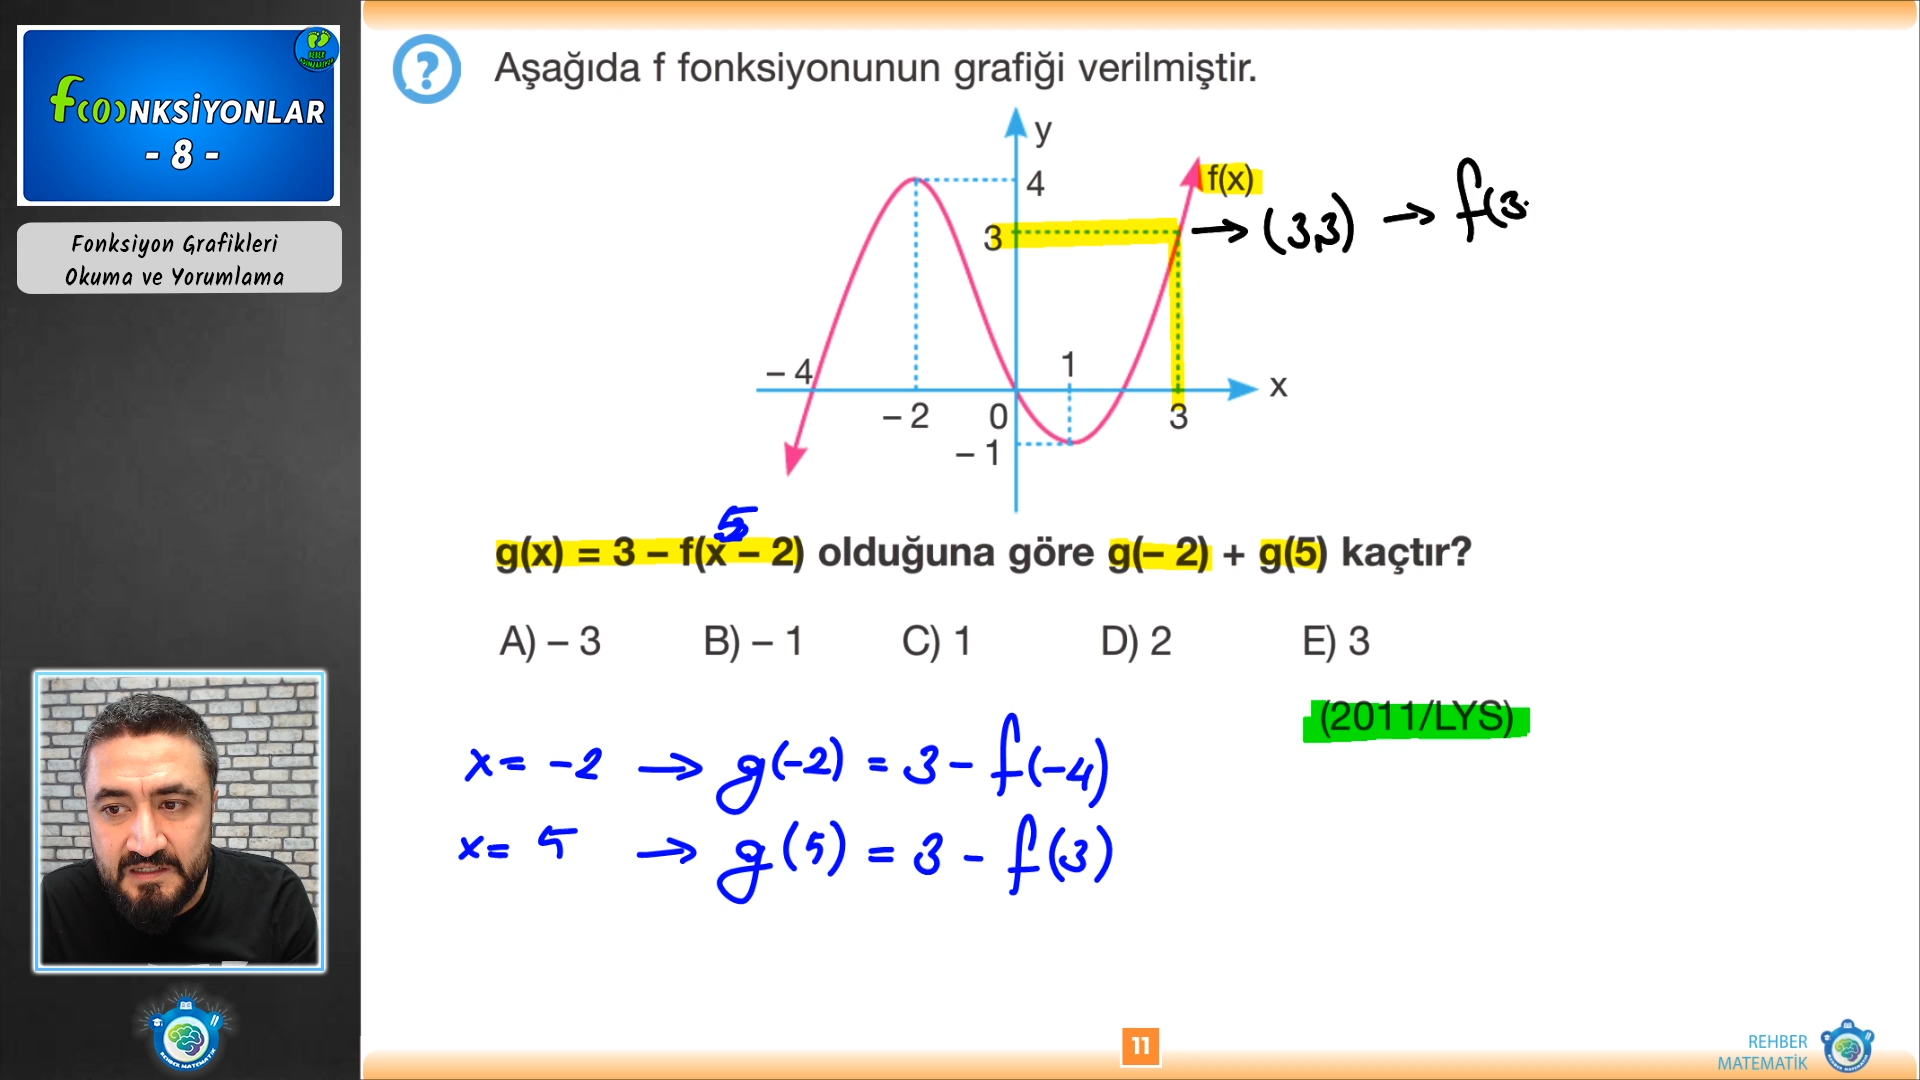 f(0)NKSİYONLAR
- 8 -
Fonksiyon Grafikleri
Okuma ve Yorumlama
? Aşağıda f fonksiyonunun grafiği verilmiştir.
y
4
f(x)
3
→ (3,3) → f(3
– 4
1
x
– 2
0
3
– 1
5
g(x) = 3 – f(x – 2) olduğuna göre g(– 2) + g(5) kaçtır?
A) – 3 B) – 1 C) 1 D) 2 E) 3
(2011/LYS)
x = -2 → g(-2) = 3 - f(-4)
x = 5 → g(5) = 3 - f(3)
11
REHBER
MATEMATİK
REHBER MATEMATİK